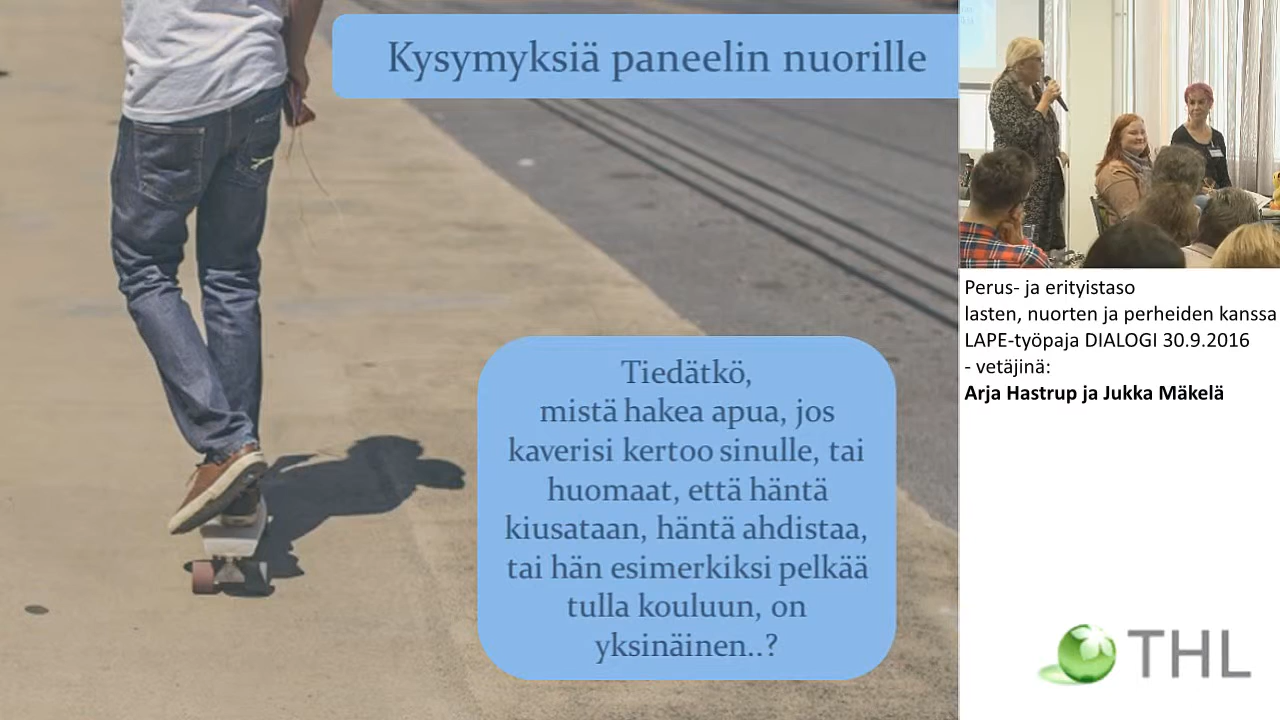 Kysymyksiä paneelin nuorille
Tiedätkö,
mistä hakea apua, jos
kaverisi kertoo sinulle, tai
huomaat, että häntä
kiusataan, häntä ahdistaa,
tai hän esimerkiksi pelkää
tulla kouluun, on
yksinäinen..?
Perus- ja erityistaso
lasten, nuorten ja perheiden kanssa
LAPE-työpaja DIALOGI 30.9.2016
- vetäjinä:
Arja Hastrup ja Jukka Mäkelä
THL